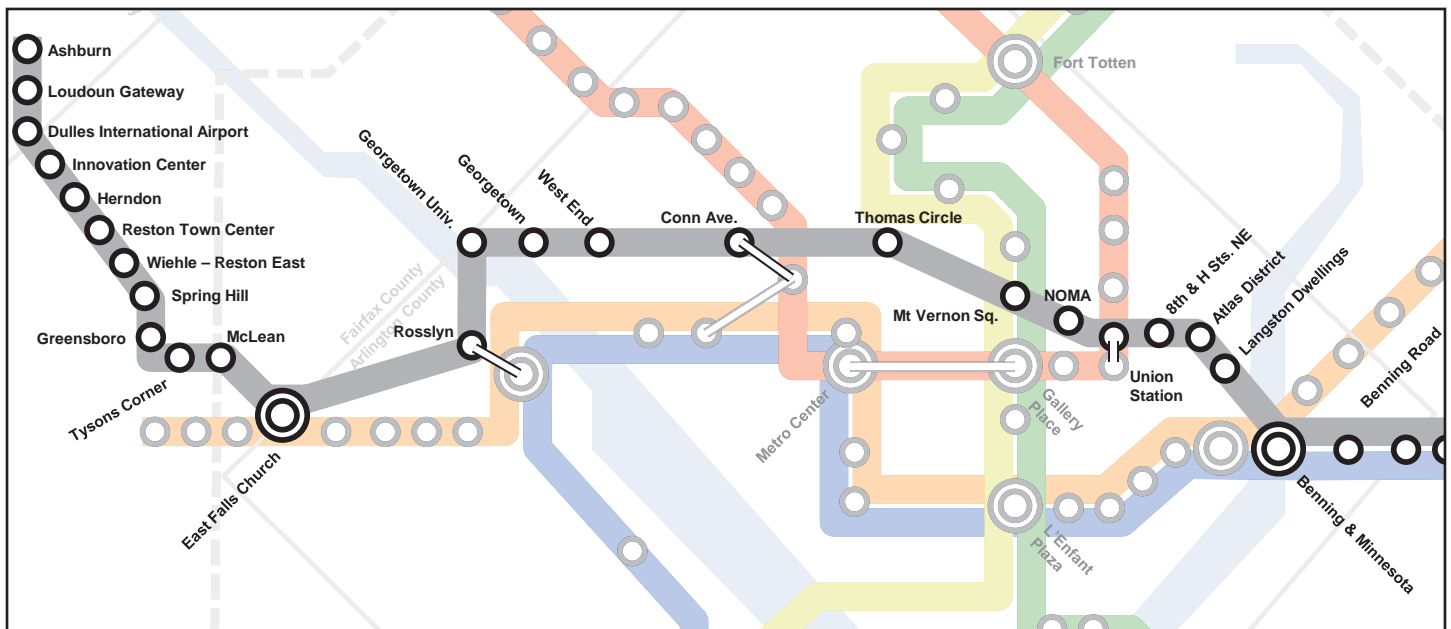 Ashburn
Loudoun Gateway
Dulles International Airport
Innovation Center
Herndon
Reston Town Center
Wiehle – Reston East
Spring Hill
Greensboro
McLean
Tysons Corner
East Falls Church
Fairfax County
Arlington County
Rosslyn
Georgetown Univ.
Georgetown
West End
Conn Ave.
Thomas Circle
Fort Totten
Mt Vernon Sq.
NOMA
Union
Station
8th & H Sts. NE
Atlas District
Langston Dwellings
Benning Road
Benning & Minnesota
Metro Center
Gallery
Place
L'Enfant
Plaza